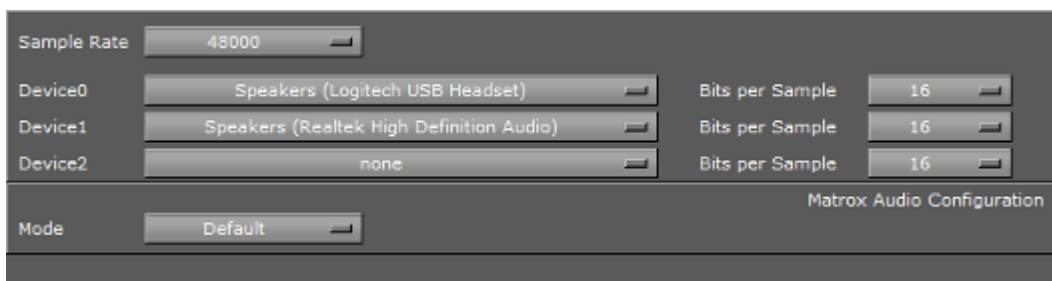 Sample Rate 48000
Device0 Speakers (Logitech USB Headset) Bits per Sample 16
Device1 Speakers (Realtek High Definition Audio) Bits per Sample 16
Device2 none Bits per Sample 16
Matrox Audio Configuration
Mode Default